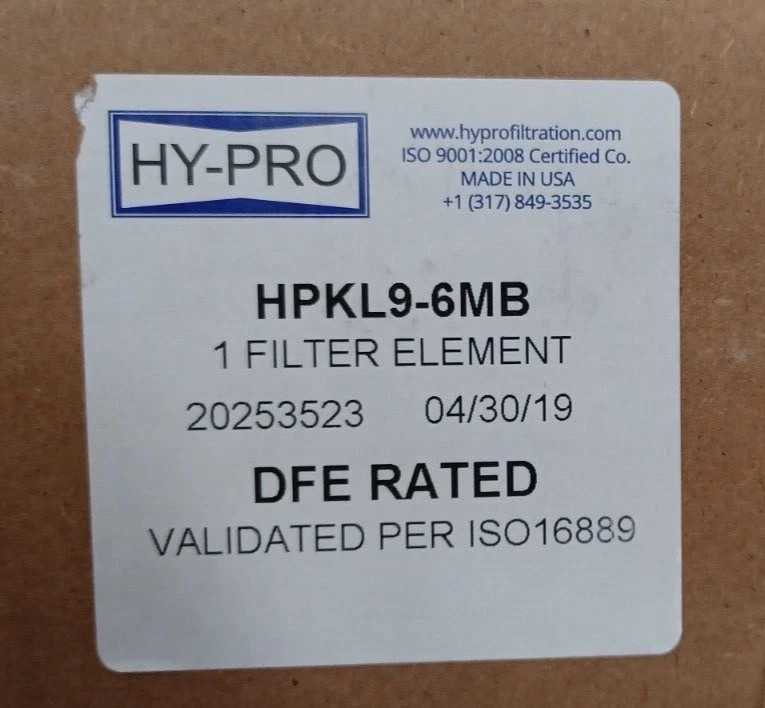 HY-PRO
www.hyprofiltration.com
ISO 9001:2008 Certified Co.
MADE IN USA
+1 (317) 849-3535
HPKL9-6MB
1 FILTER ELEMENT
20253523 04/30/19
DFE RATED
VALIDATED PER ISO16889